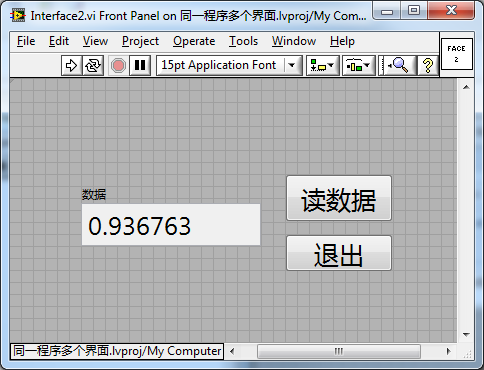 Interface2.vi Front Panel on 同一程序多个界面.lvproj/My Com...
File Edit View Project Operate Tools Window Help
FACE
2
15pt Application Font
数据
0.936763
读数据
退出
同一程序多个界面.lvproj/My Computer